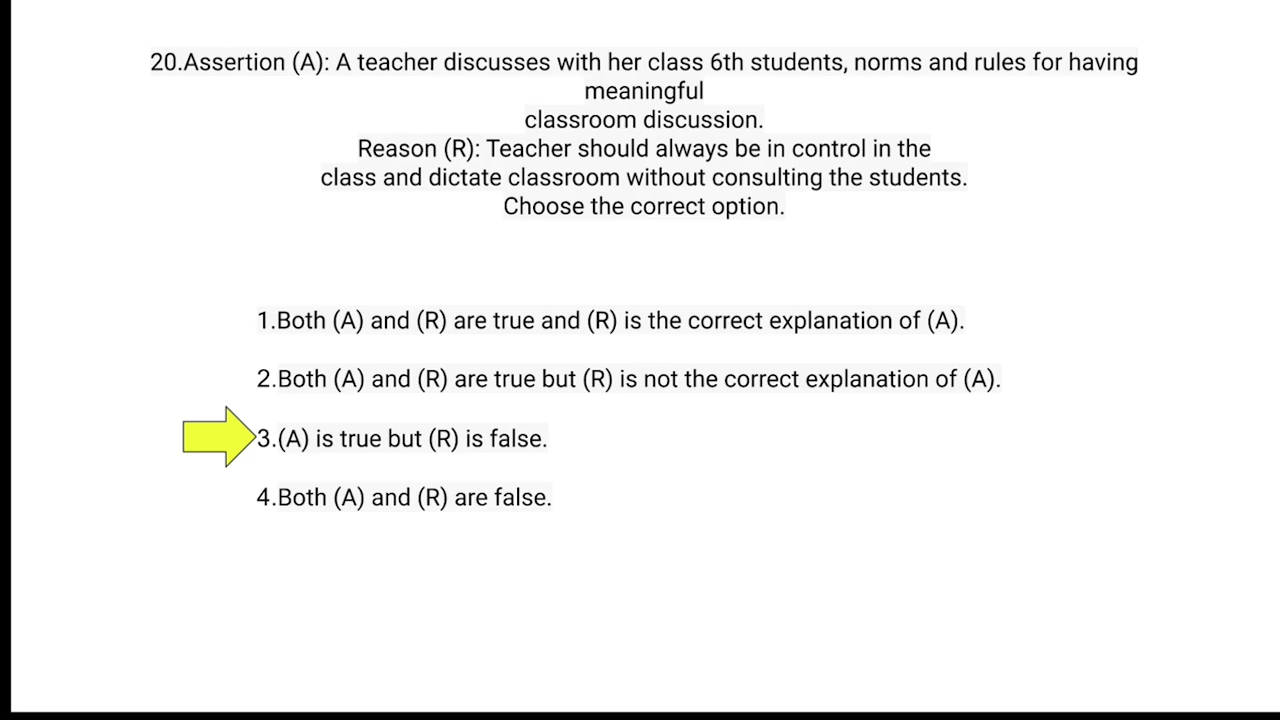 20.Assertion (A): A teacher discusses with her class 6th students, norms and rules for having
meaningful
classroom discussion.
Reason (R): Teacher should always be in control in the
class and dictate classroom without consulting the students.
Choose the correct option.
1.Both (A) and (R) are true and (R) is the correct explanation of (A).
2.Both (A) and (R) are true but (R) is not the correct explanation of (A).
3.(A) is true but (R) is false.
4.Both (A) and (R) are false.